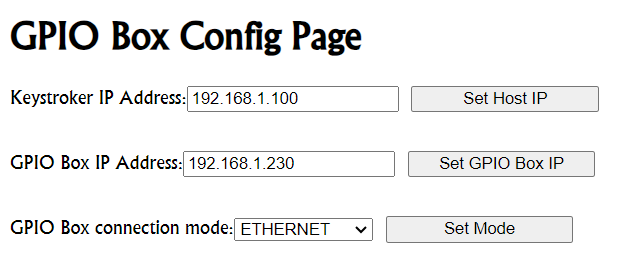 GPIO Box Config Page
Keystroker IP Address: 192.168.1.100 Set Host IP
GPIO Box IP Address: 192.168.1.230 Set GPIO Box IP
GPIO Box connection mode: ETHERNET Set Mode